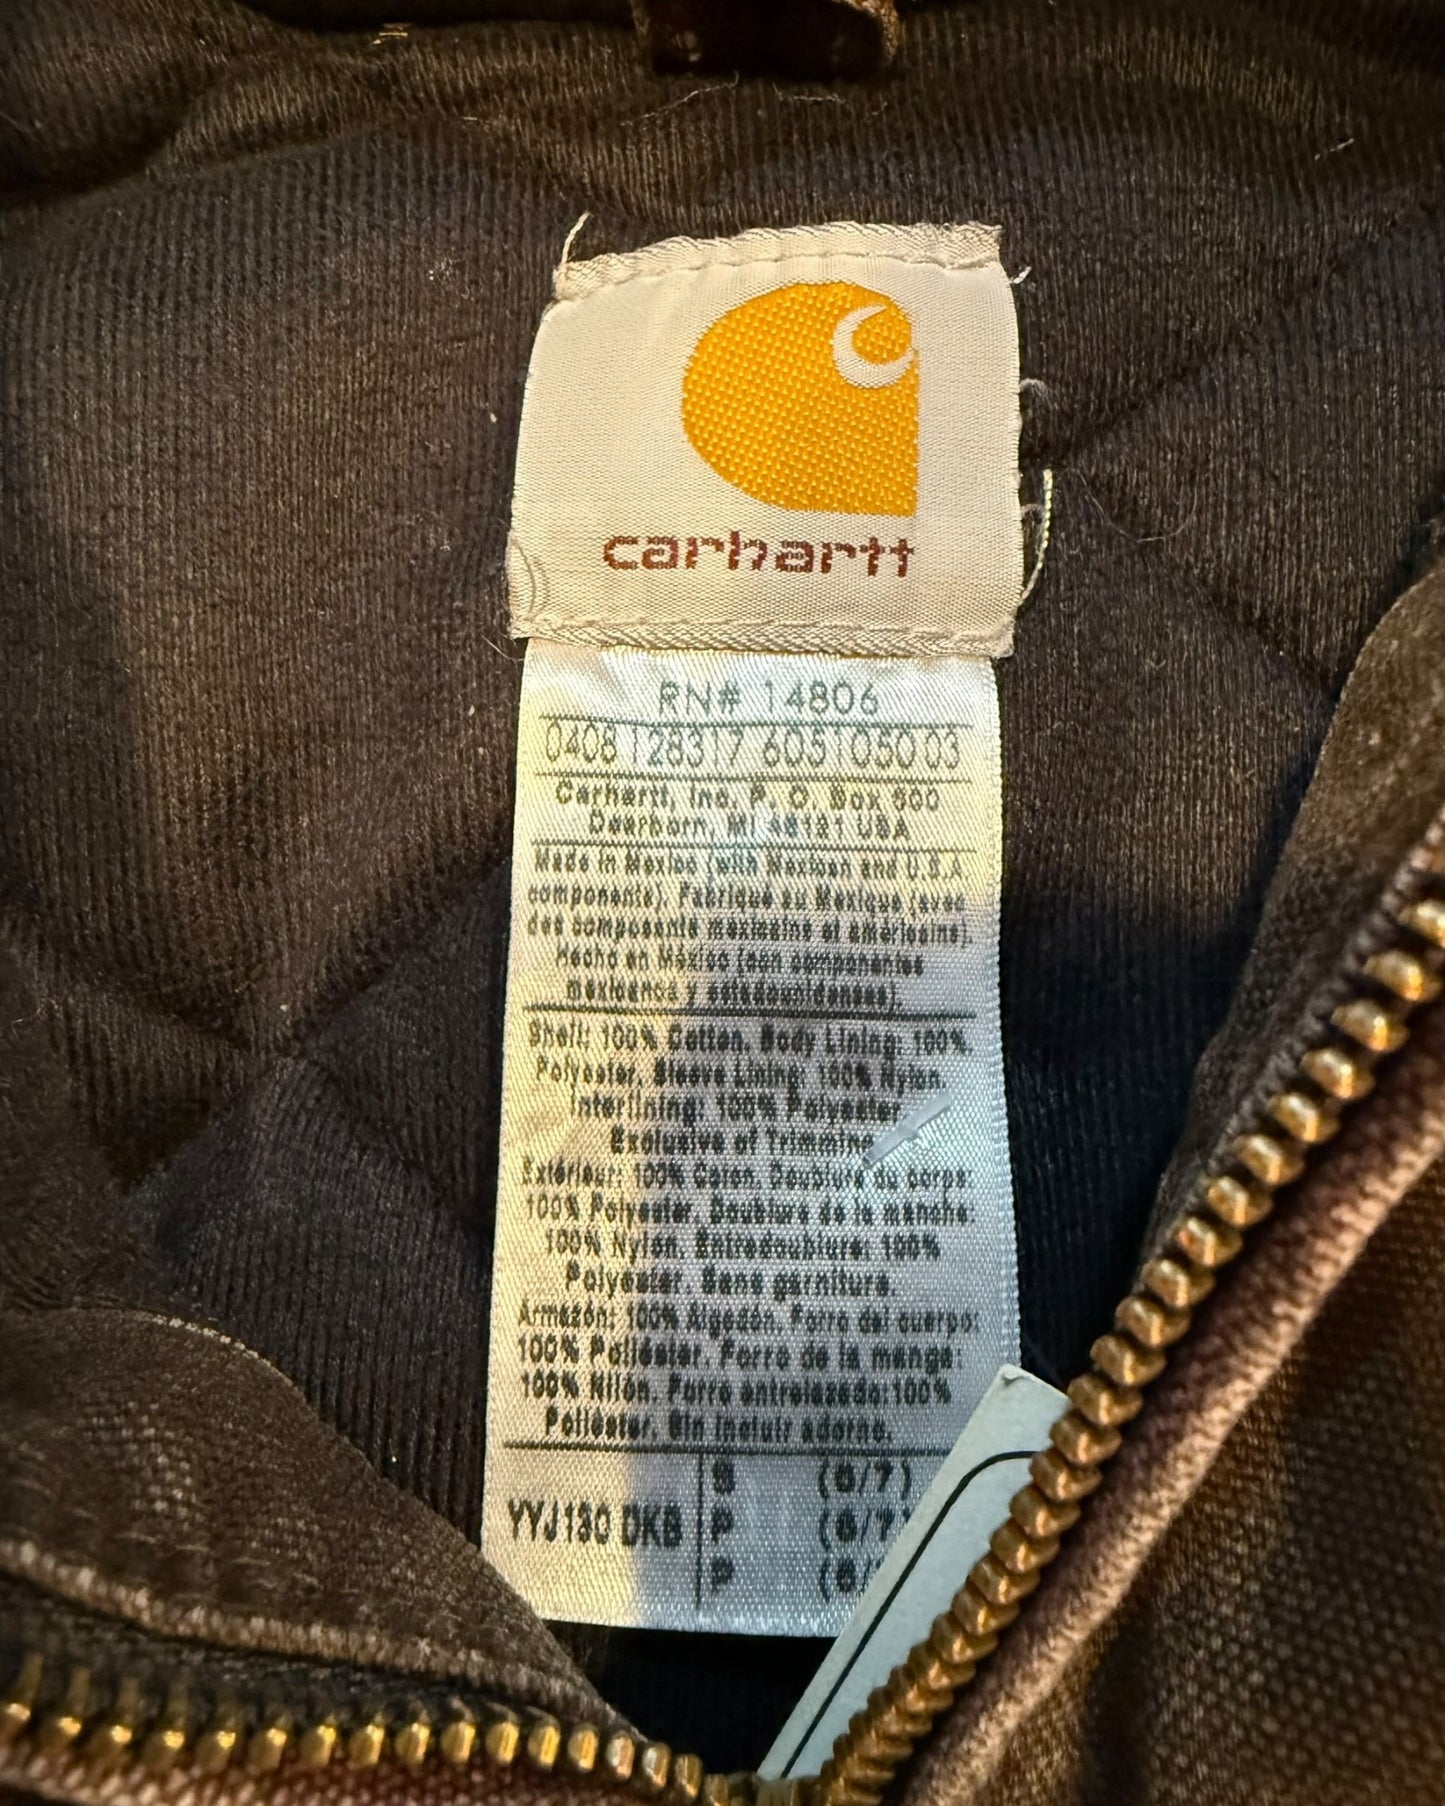 carhartt
RN# 14806
0408 128317 605 1050 03
Carhartt, Inc. P. O. Box 600
Dearborn, MI 48121 USA
Made in Mexico (with Mexican and U.S.A
components). Fabriqué au Mexique (avec
des composants mexicains et américains).
Hecho en México (con componentes
mexicanos y estadounidenses).
Shell: 100% Cotton. Body Lining: 100%
Polyester. Sleeve Lining: 100% Nylon.
Interlining: 100% Polyester
Exclusive of Trimming
Extérieur: 100% Coton. Doublure du corps:
100% Polyester. Doublure de la manche:
100% Nylon. Entredoublure: 100%
Polyester. Sans garniture.
Armazón: 100% Algodón. Forro del cuerpo:
100% Poliéster. Forro de la manga:
100% Nilón. Forro entrelazado: 100%
Poliéster. Sin incluir adorno.
S (6/7)
YYJ130 DKB P (6/7)
P (6/